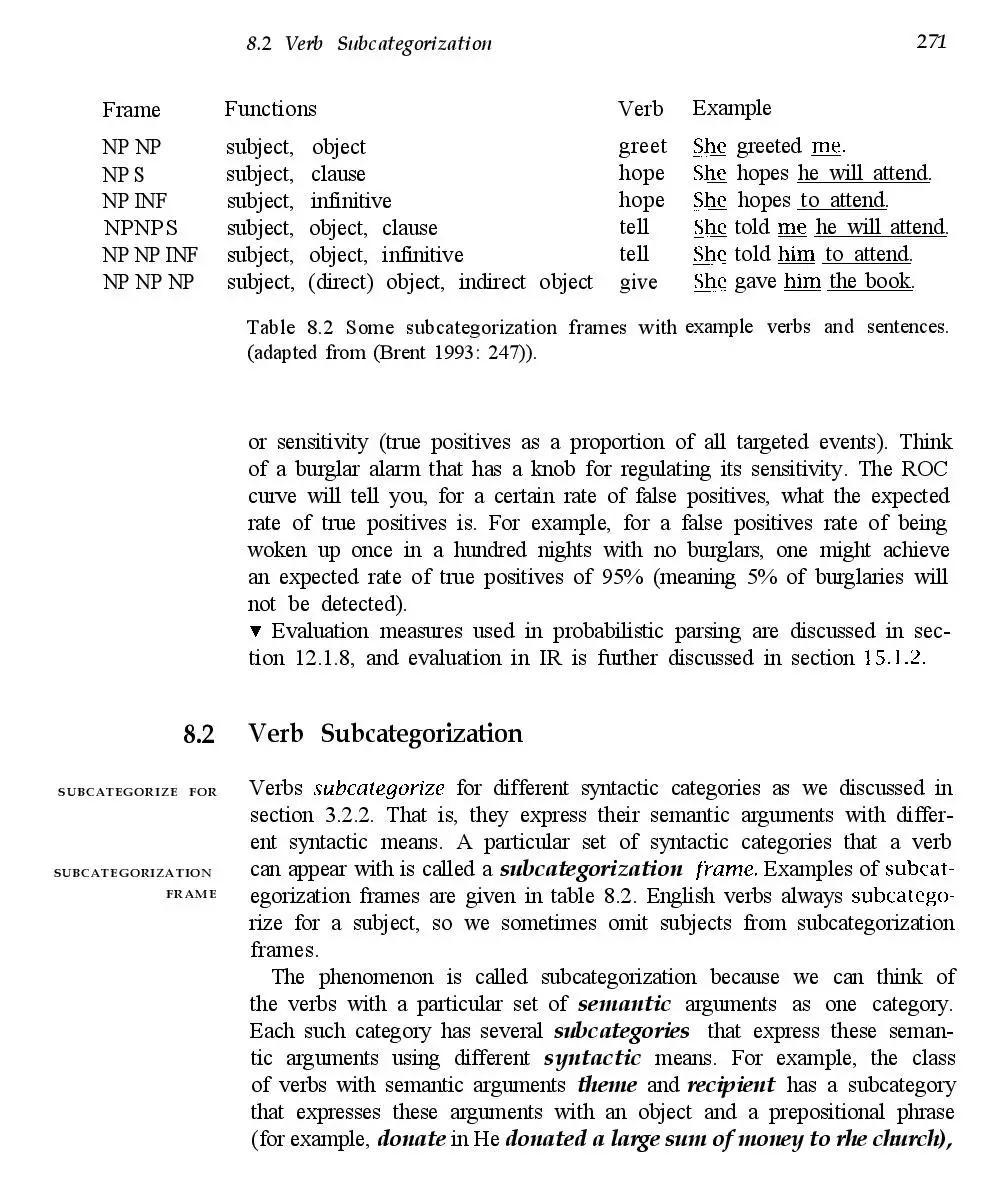 8.2 Verb Subcategorization 271
Frame Functions Verb Example
NP NP subject, object greet She greeted me.
NP S subject, clause hope She hopes he will attend.
NP INF subject, infinitive hope She hopes to attend.
NPNPS subject, object, clause tell She told me he will attend.
NP NP INF subject, object, infinitive tell She told him to attend.
NP NP NP subject, (direct) object, indirect object give She gave him the book.
Table 8.2 Some subcategorization frames with example verbs and sentences.
(adapted from (Brent 1993: 247)).
or sensitivity (true positives as a proportion of all targeted events). Think
of a burglar alarm that has a knob for regulating its sensitivity. The ROC
curve will tell you, for a certain rate of false positives, what the expected
rate of true positives is. For example, for a false positives rate of being
woken up once in a hundred nights with no burglars, one might achieve
an expected rate of true positives of 95% (meaning 5% of burglaries will
not be detected).
▼ Evaluation measures used in probabilistic parsing are discussed in sec-
tion 12.1.8, and evaluation in IR is further discussed in section 15.1.2.
8.2 Verb Subcategorization
SUBCATEGORIZE FOR Verbs subcategorize for different syntactic categories as we discussed in
section 3.2.2. That is, they express their semantic arguments with differ-
ent syntactic means. A particular set of syntactic categories that a verb
SUBCATEGORIZATION can appear with is called a subcategorization frame. Examples of subcat-
FRAME egorization frames are given in table 8.2. English verbs always subcatego-
rize for a subject, so we sometimes omit subjects from subcategorization
frames.
The phenomenon is called subcategorization because we can think of
the verbs with a particular set of semantic arguments as one category.
Each such category has several subcategories that express these seman-
tic arguments using different syntactic means. For example, the class
of verbs with semantic arguments theme and recipient has a subcategory
that expresses these arguments with an object and a prepositional phrase
(for example, donate in He donated a large sum of money to rhe church),